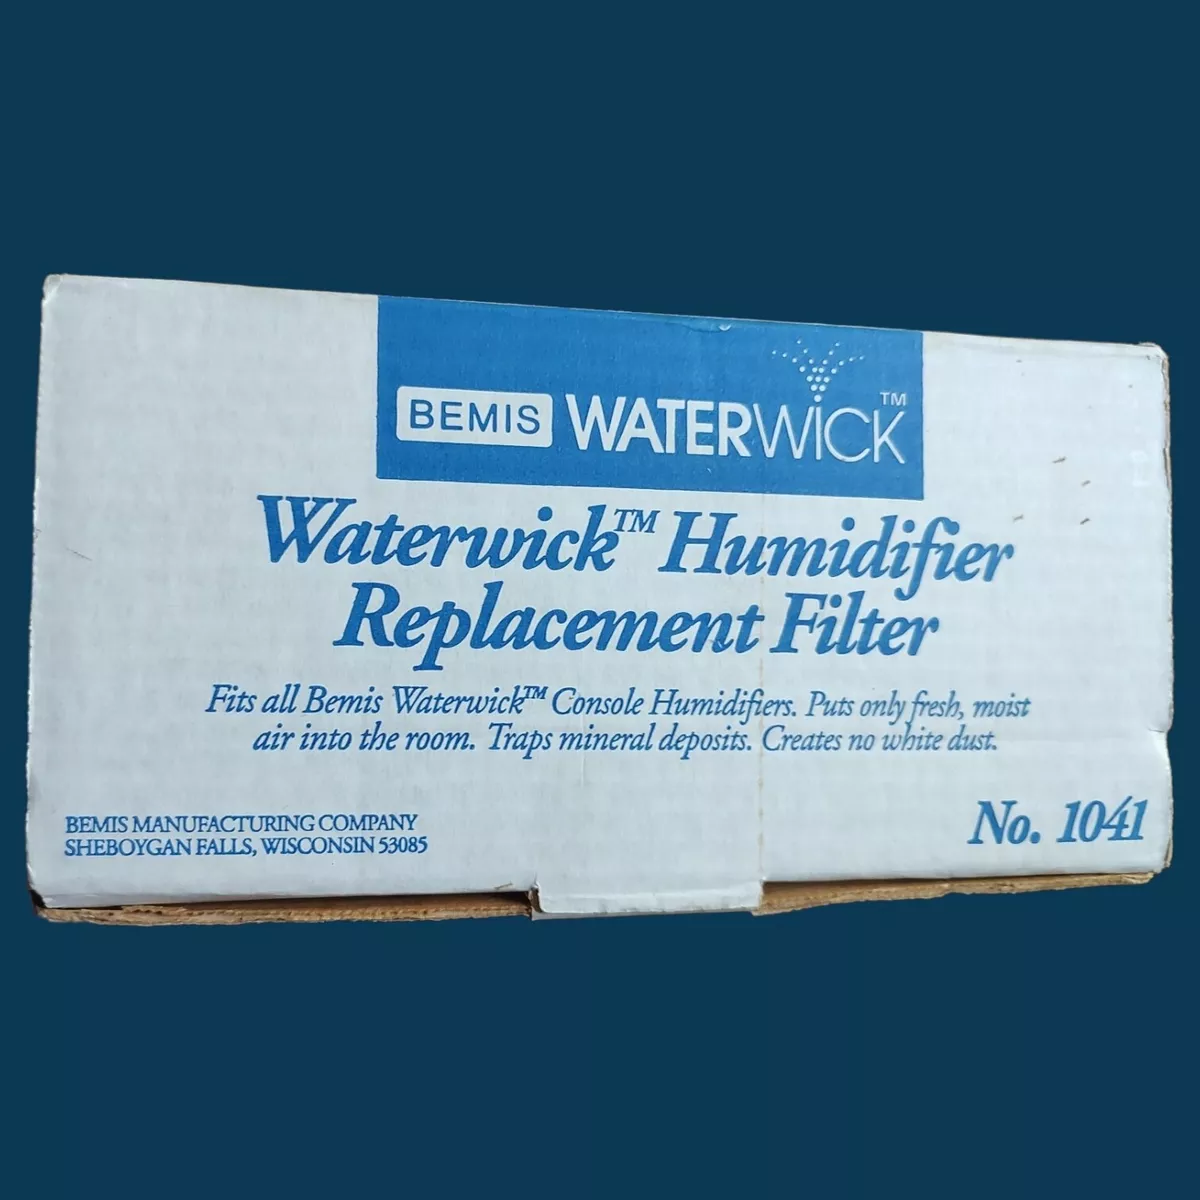 BEMIS WATERWICK™
Waterwick™ Humidifier
Replacement Filter
Fits all Bemis Waterwick™ Console Humidifiers. Puts only fresh, moist
air into the room. Traps mineral deposits. Creates no white dust.
BEMIS MANUFACTURING COMPANY
SHEBOYGAN FALLS, WISCONSIN 53085
No. 1041